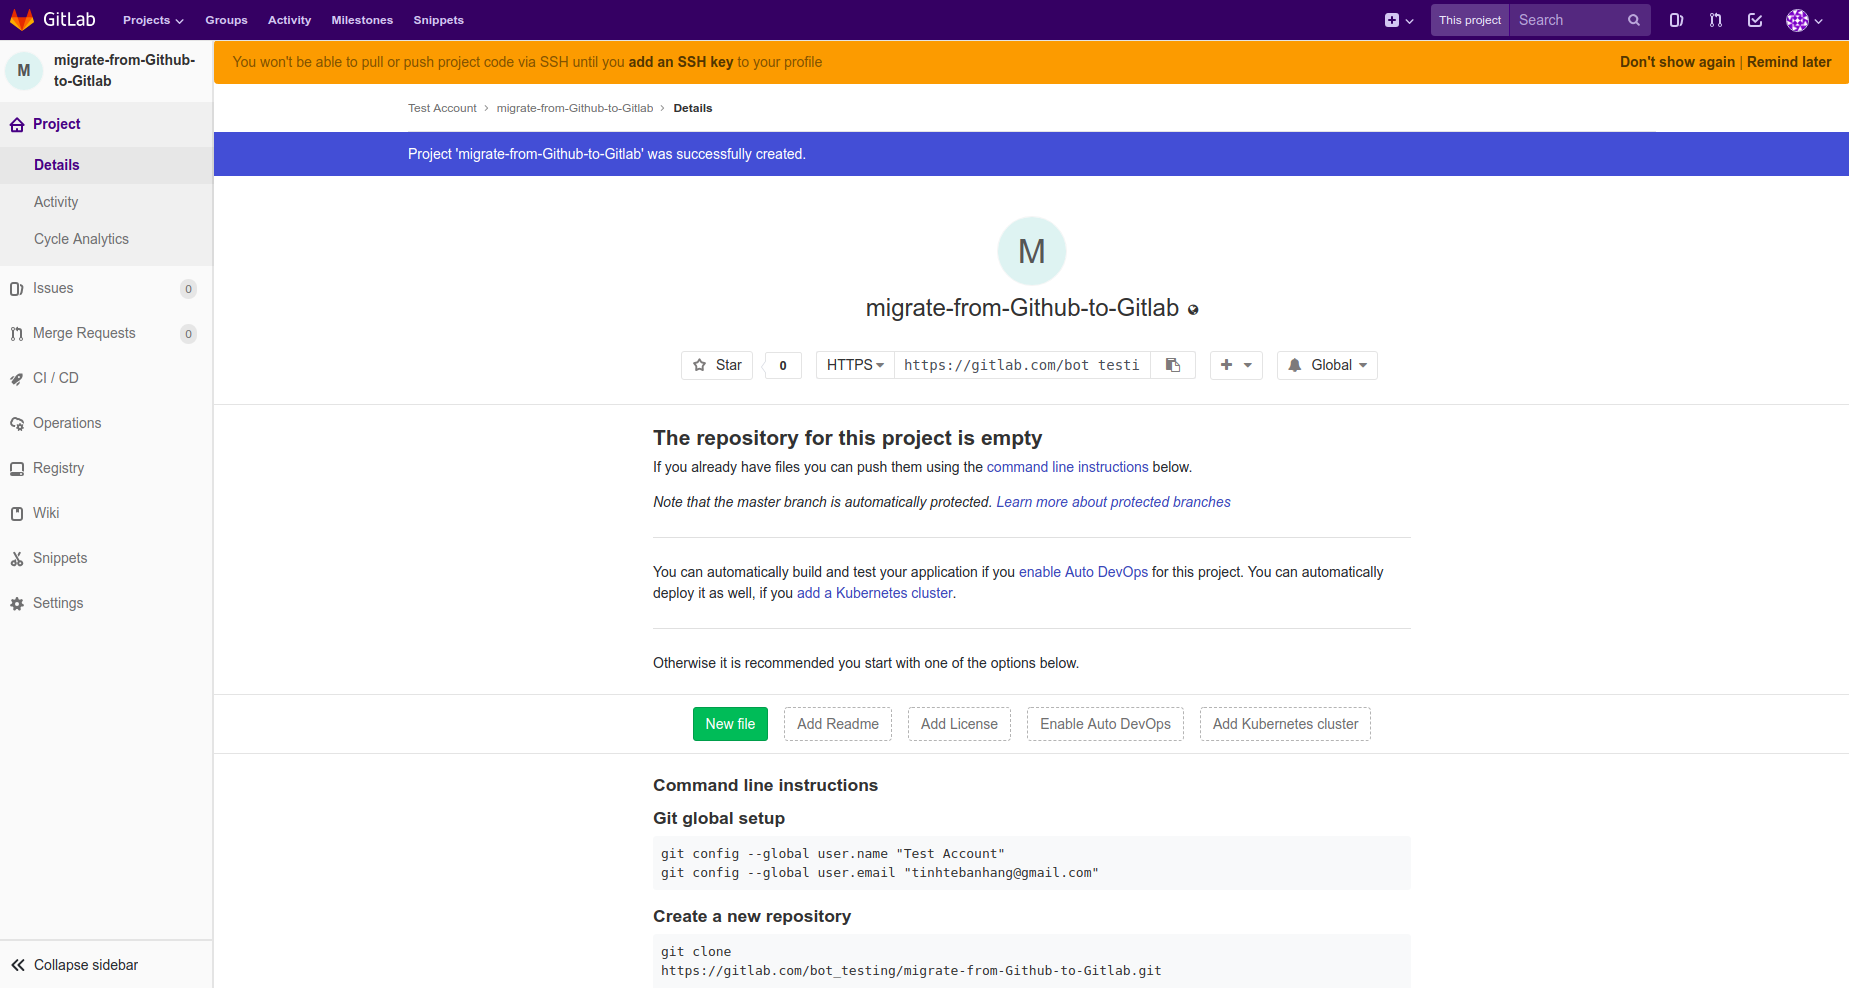 GitLab Projects Groups Activity Milestones Snippets This project Search
M migrate-from-Github-to-Gitlab
Project
Details
Activity
Cycle Analytics
Issues 0
Merge Requests 0
CI / CD
Operations
Registry
Wiki
Snippets
Settings
Collapse sidebar
You won't be able to pull or push project code via SSH until you add an SSH key to your profile Don't show again | Remind later
Test Account > migrate-from-Github-to-Gitlab > Details
Project 'migrate-from-Github-to-Gitlab' was successfully created.
M
migrate-from-Github-to-Gitlab
Star 0 HTTPS https://gitlab.com/bot_testi Global
The repository for this project is empty
If you already have files you can push them using the command line instructions below.
Note that the master branch is automatically protected. Learn more about protected branches
You can automatically build and test your application if you enable Auto DevOps for this project. You can automatically
deploy it as well, if you add a Kubernetes cluster.
Otherwise it is recommended you start with one of the options below.
New file Add Readme Add License Enable Auto DevOps Add Kubernetes cluster
Command line instructions
Git global setup
git config --global user.name "Test Account"
git config --global user.email "tinhtebanhang@gmail.com"
Create a new repository
git clone
https://gitlab.com/bot_testing/migrate-from-Github-to-Gitlab.git